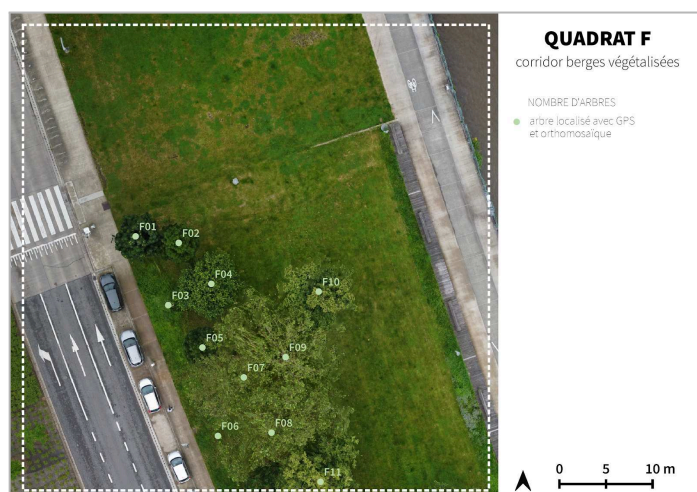 QUADRAT F
corridor berges végétalisées
NOMBRE D'ARBRES
arbre localisé avec GPS
et orthomosaïque
F01
F02
F04
F03
F10
F05
F09
F07
F08
F06
F11
0 5 10 m